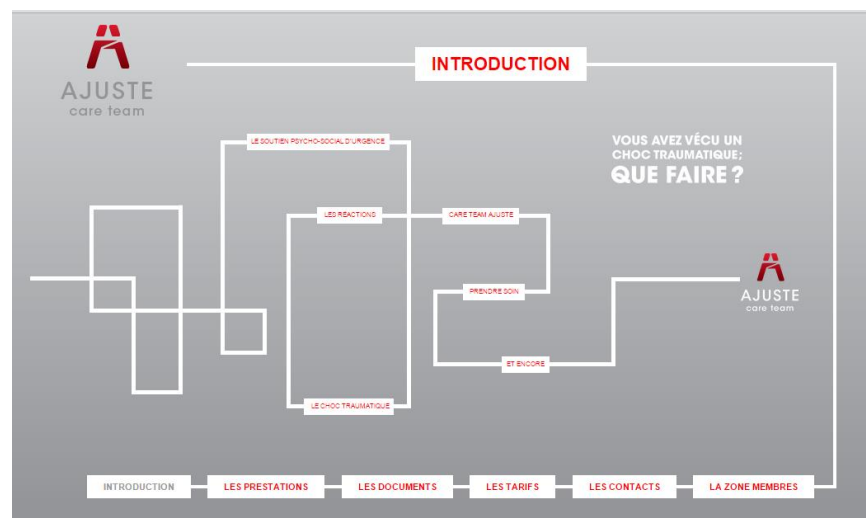 AJUSTE
care team
INTRODUCTION
LE SOUTIEN PSYCHO-SOCIAL D'URGENCE
VOUS AVEZ VÉCU UN
CHOC TRAUMATIQUE;
QUE FAIRE ?
LES RÉACTIONS
CARE TEAM AJUSTE
PRENDRE SOIN
AJUSTE
care team
ET ENCORE
LE CHOC TRAUMATIQUE
INTRODUCTION
LES PRESTATIONS
LES DOCUMENTS
LES TARIFS
LES CONTACTS
LA ZONE MEMBRES